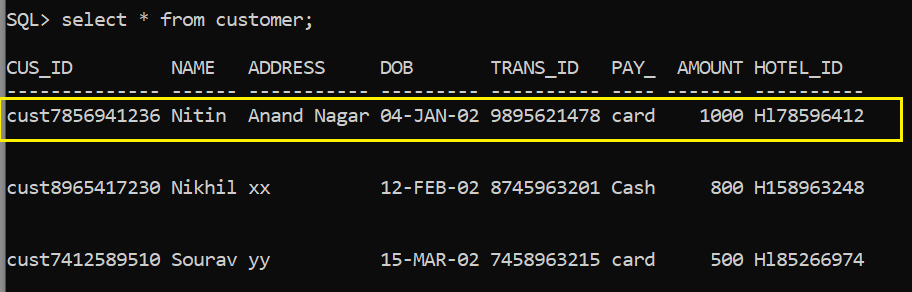 SQL> select * from customer;
CUS_ID NAME ADDRESS DOB TRANS_ID PAY_ AMOUNT HOTEL_ID
-------------- ------ ----------- --------- ---------- ---- ------- ----------
cust7856941236 Nitin Anand Nagar 04-JAN-02 9895621478 card 1000 Hl78596412
cust8965417230 Nikhil xx 12-FEB-02 8745963201 Cash 800 H158963248
cust7412589510 Sourav yy 15-MAR-02 7458963215 card 500 Hl85266974